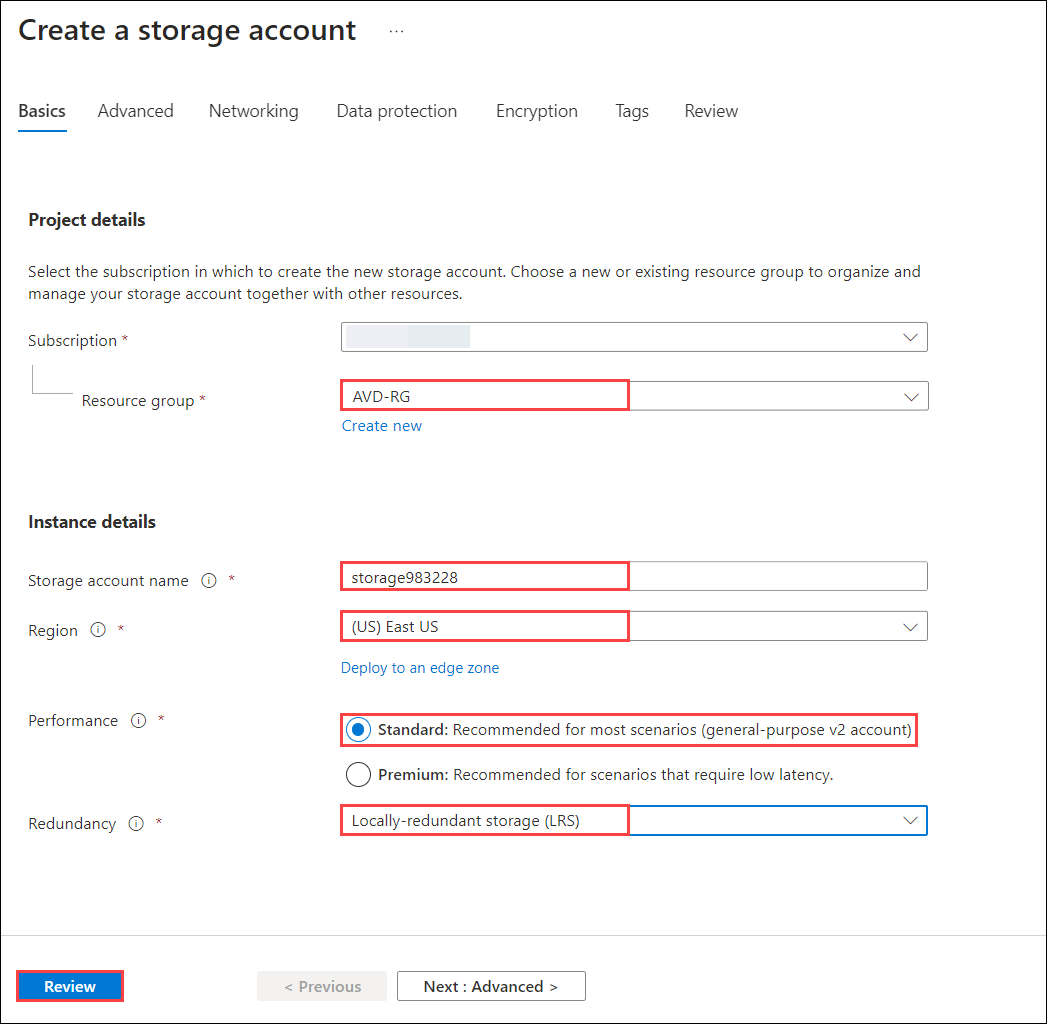 Create a storage account ...
Basics Advanced Networking Data protection Encryption Tags Review
Project details
Select the subscription in which to create the new storage account. Choose a new or existing resource group to organize and
manage your storage account together with other resources.
Subscription *
Resource group * AVD-RG
Create new
Instance details
Storage account name * storage983228
Region * (US) East US
Deploy to an edge zone
Performance * Standard: Recommended for most scenarios (general-purpose v2 account)
Premium: Recommended for scenarios that require low latency.
Redundancy * Locally-redundant storage (LRS)
Review < Previous Next : Advanced >